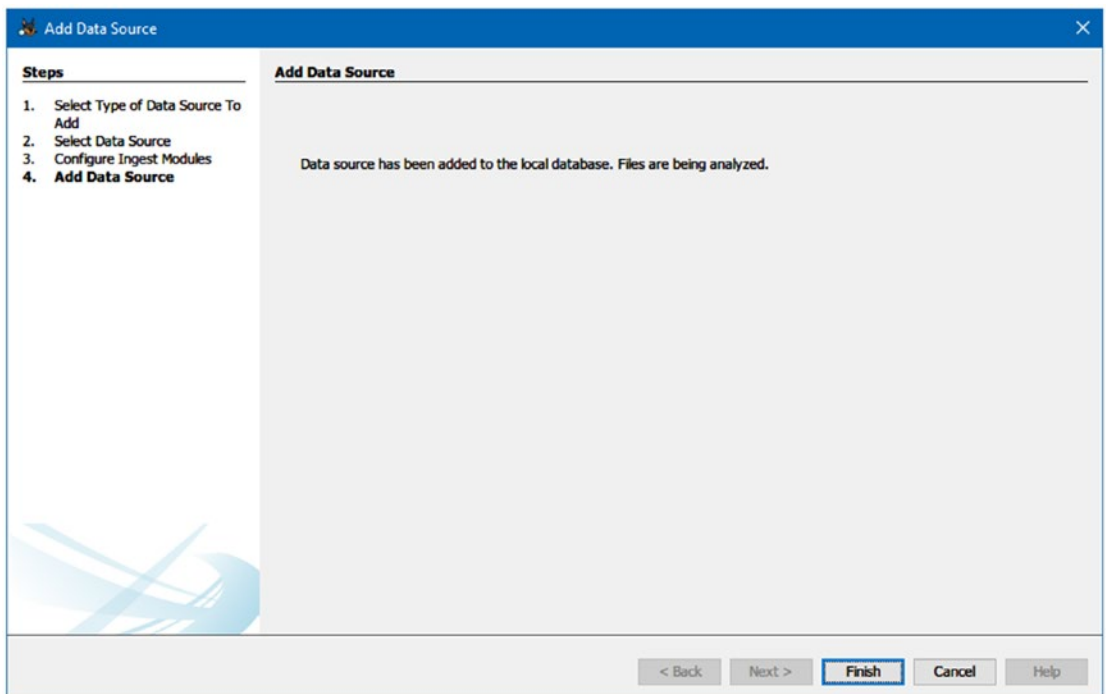 Add Data Source
Steps
1. Select Type of Data Source To
Add
2. Select Data Source
3. Configure Ingest Modules
4. Add Data Source
Add Data Source
Data source has been added to the local database. Files are being analyzed.
< Back
Next >
Finish
Cancel
Help